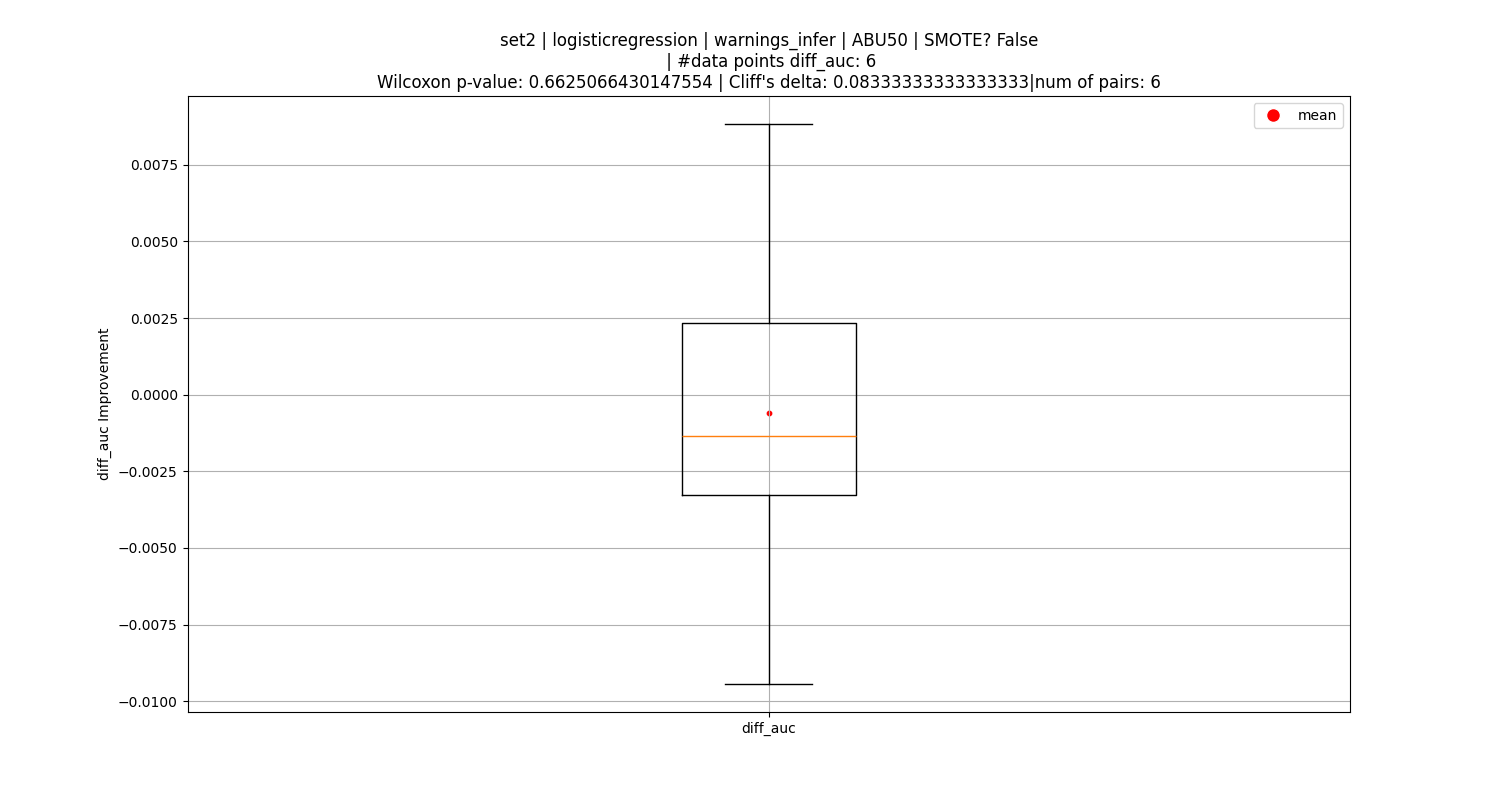 set2 | logisticregression | warnings_infer | ABU50 | SMOTE? False
| #data points diff_auc: 6
Wilcoxon p-value: 0.6625066430147554 | Cliff's delta: 0.08333333333333333|num of pairs: 6
mean
0.0075
0.0050
0.0025
0.0000
−0.0025
−0.0050
−0.0075
−0.0100
diff_auc Improvement
diff_auc